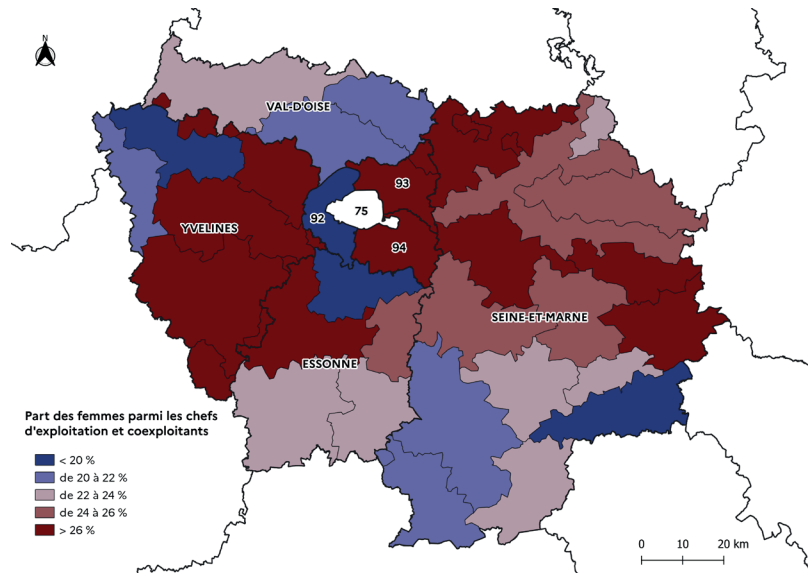 N
VAL-D'OISE
93
92
75
YVELINES
94
SEINE-ET-MARNE
ESSONNE
Part des femmes parmi les chefs
d'exploitation et coexploitants
< 20 %
de 20 à 22 %
de 22 à 24 %
de 24 à 26 %
> 26 %
0 10 20 km